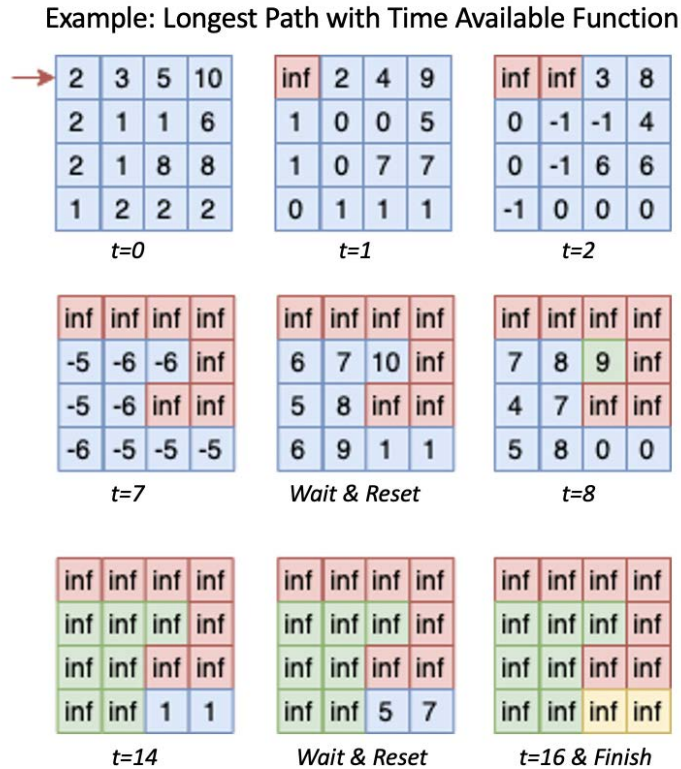 Example: Longest Path with Time Available Function
2 3 5 10 inf 2 4 9 inf inf 3 8
2 1 1 6 1 0 0 5 0 -1 -1 4
2 1 8 8 1 0 7 7 0 -1 6 6
1 2 2 2 0 1 1 1 -1 0 0 0
t=0 t=1 t=2
inf inf inf inf inf inf inf inf inf inf inf inf
-5 -6 -6 inf 6 7 10 inf 7 8 9 inf
-5 -6 inf inf 5 8 inf inf 4 7 inf inf
-6 -5 -5 -5 6 9 1 1 5 8 0 0
t=7 Wait & Reset t=8
inf inf inf inf inf inf inf inf inf inf inf inf
inf inf inf inf inf inf inf inf inf inf inf inf
inf inf inf inf inf inf inf inf inf inf inf inf
inf inf 1 1 inf inf 5 7 inf inf inf inf
t=14 Wait & Reset t=16 & Finish